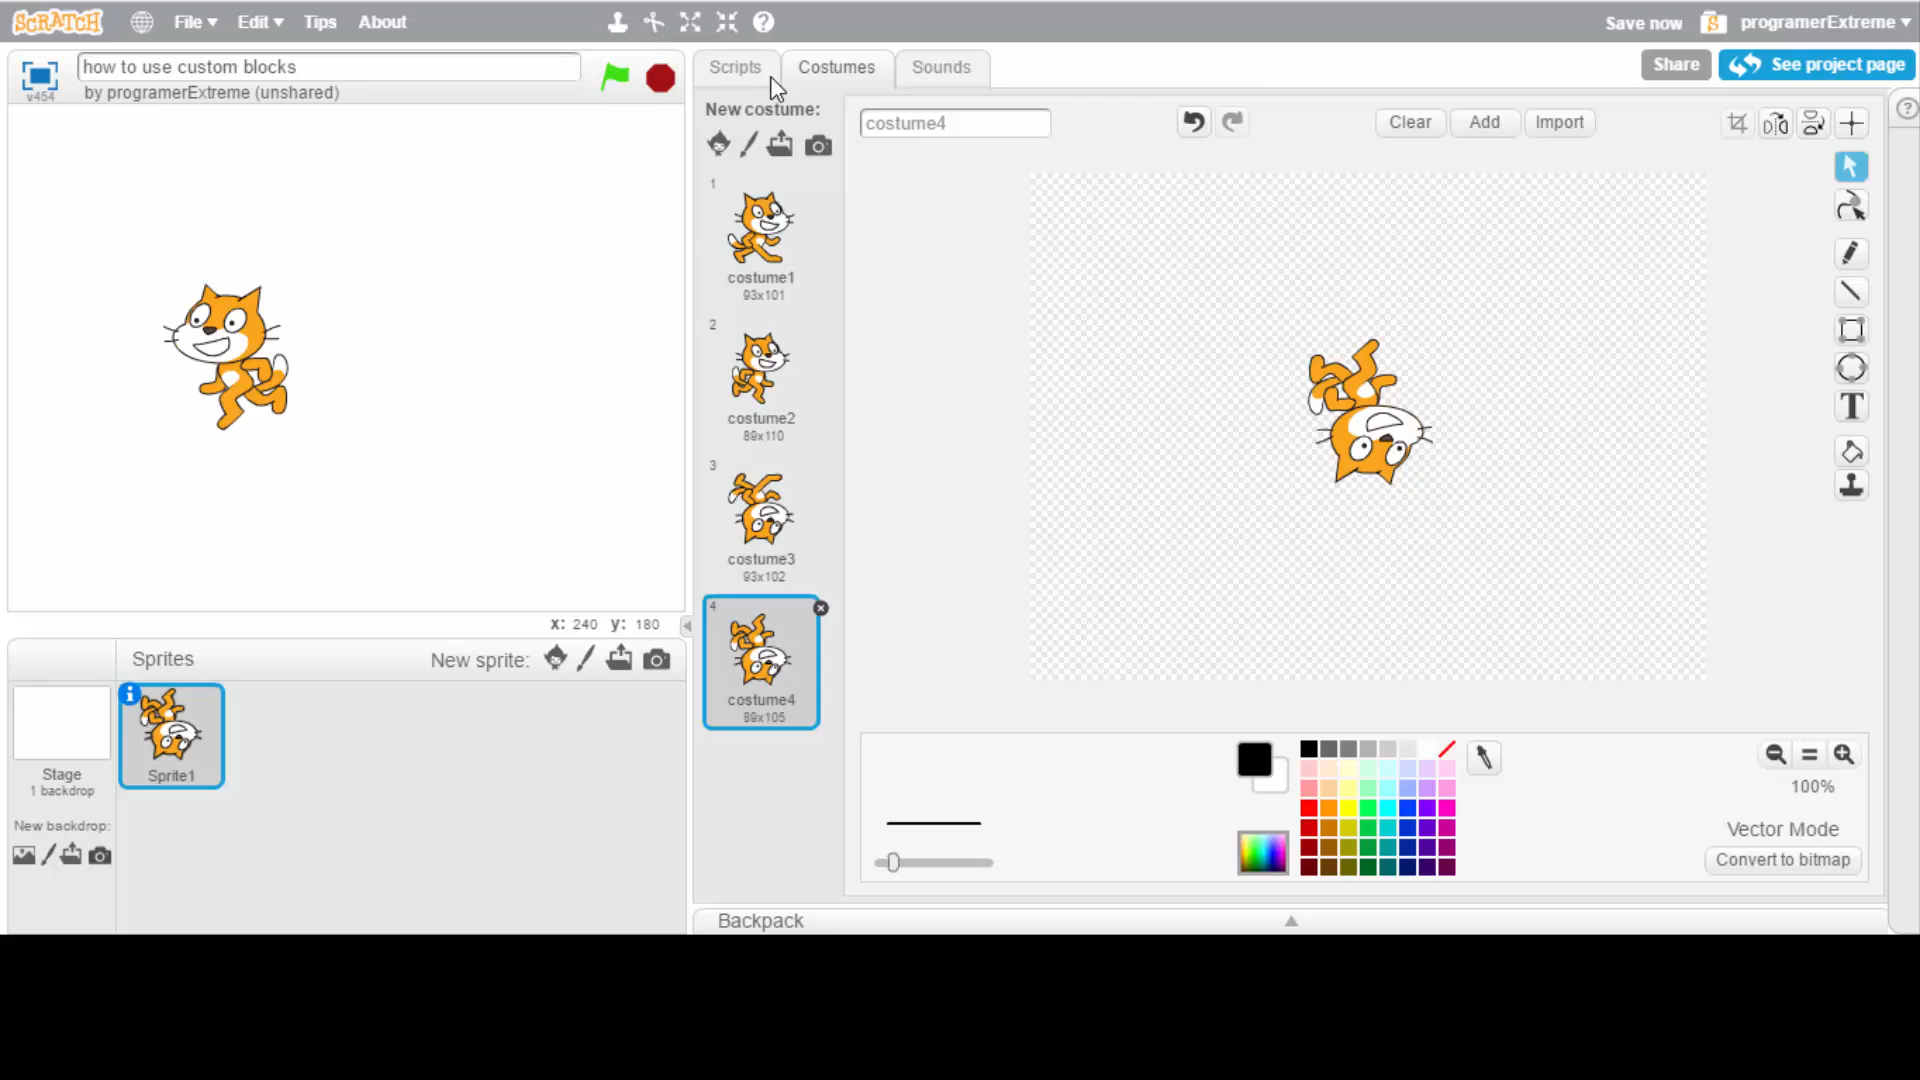 SCRATCH File Edit Tips About Save now programerExtreme
Share See project page
how to use custom blocks
v454
by programerExtreme (unshared)
Scripts Costumes Sounds
New costume:
costume4
Clear Add Import
1
costume1
93x101
2
costume2
89x110
3
costume3
93x102
4
costume4
89x105
T
x: 240 y: 180
Sprites New sprite:
Stage
1 backdrop
Sprite1
New backdrop:
100%
Vector Mode
Convert to bitmap
Backpack